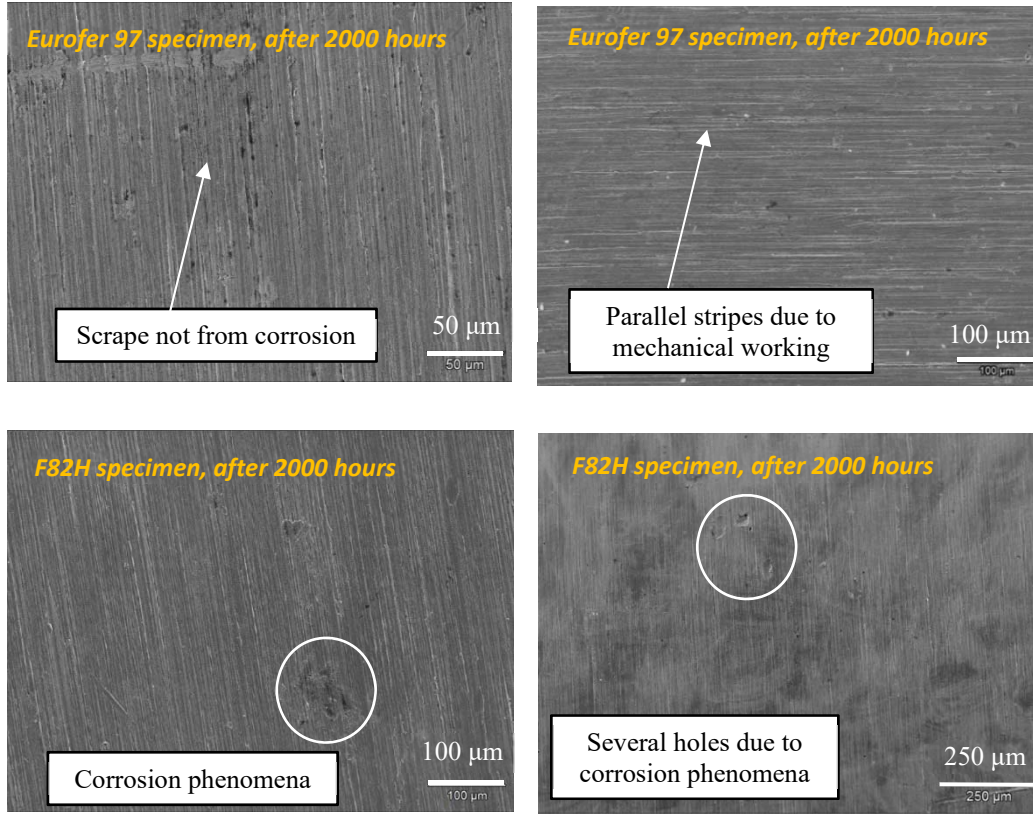 Eurofer 97 specimen, after 2000 hours
Scrape not from corrosion
50 μm
50 μm
Eurofer 97 specimen, after 2000 hours
Parallel stripes due to
mechanical working
100 μm
100 μm
F82H specimen, after 2000 hours
Corrosion phenomena
100 μm
100 μm
F82H specimen, after 2000 hours
Several holes due to
corrosion phenomena
250 μm
250 μm